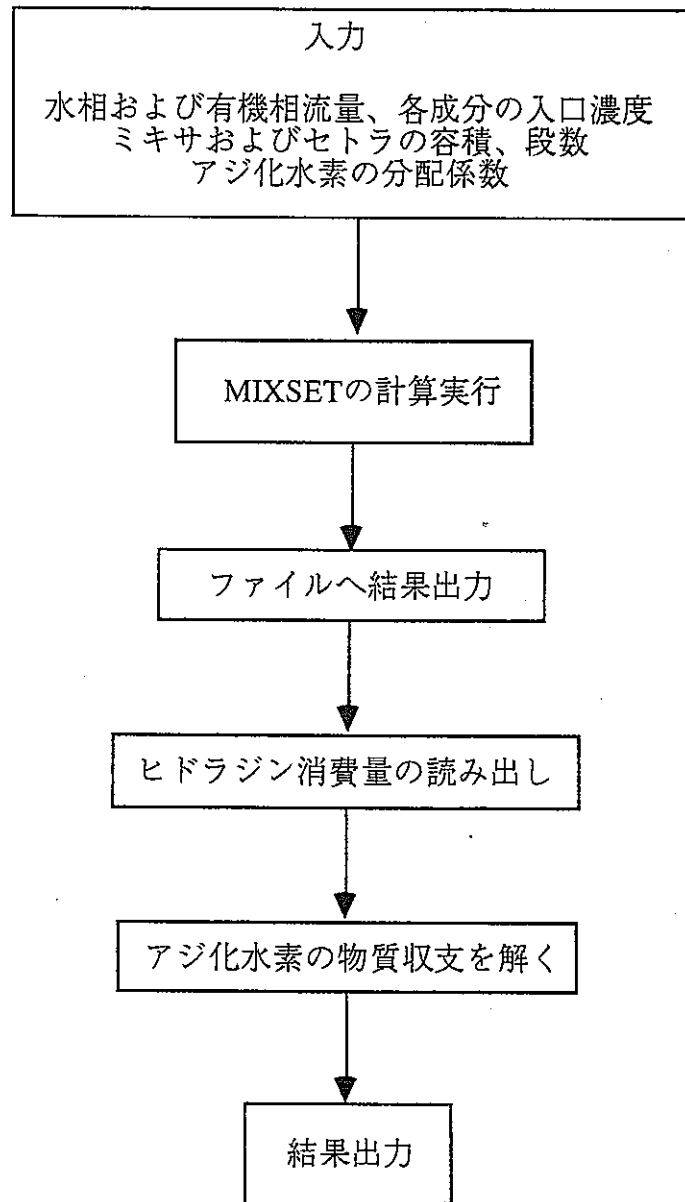 入力
水相および有機相流量、各成分の入口濃度
ミキサおよびセトラの容積、段数
アジ化水素の分配係数
MIXSETの計算実行
ファイルへ結果出力
ヒドラジン消費量の読み出し
アジ化水素の物質収支を解く
結果出力